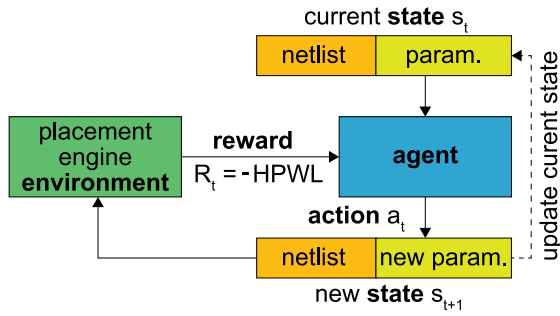 current state s_t
netlist param.
placement
engine
environment
reward
R_t = -HPWL
agent
action a_t
netlist new param.
new state s_{t+1}
update current state